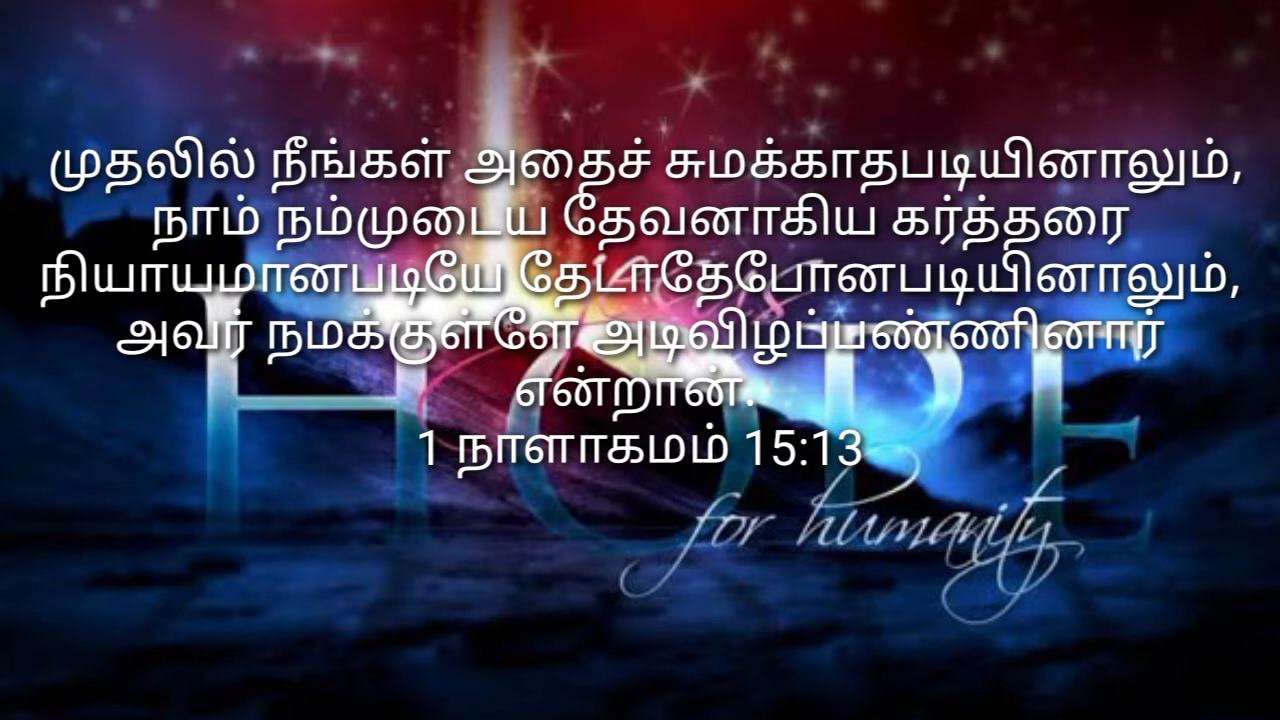 முதலில் நீங்கள் அதைச் சுமக்காதபடியினாலும்,
நாம் நம்முடைய தேவனாகிய கர்த்தரை
நியாயமானபடியே தேடாதேபோனபடியினாலும்,
அவர் நமக்குள்ளே அடிவிழப்பண்ணினார்
என்றான்.
1 நாளாகமம் 15:13
HOPE
for humanity